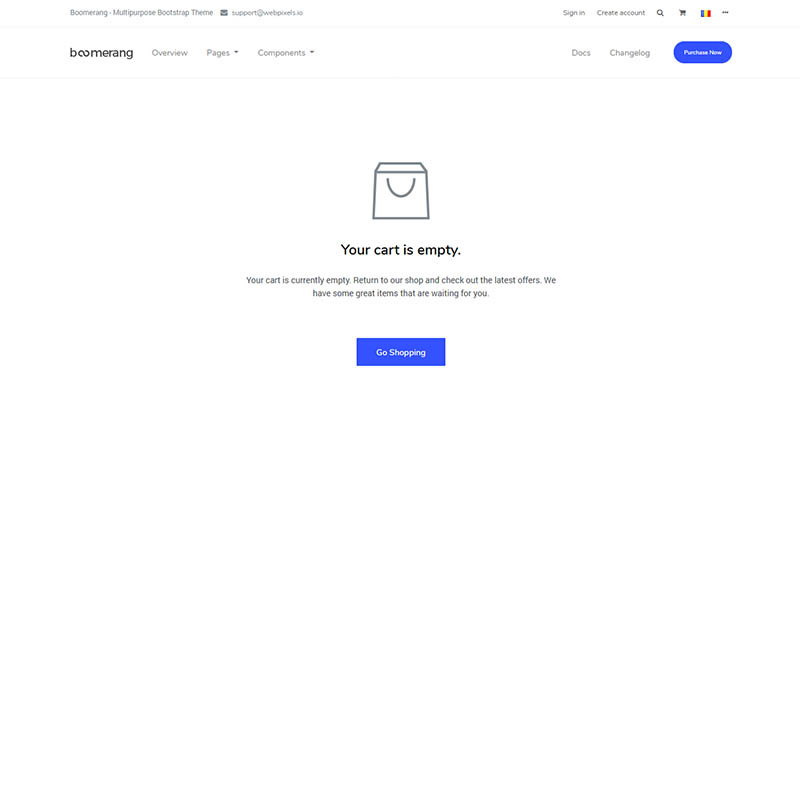 Boomerang - Multipurpose Bootstrap Theme support@webpixels.io Sign in Create account
boomerang Overview Pages Components Docs Changelog Purchase Now
Your cart is empty.
Your cart is currently empty. Return to our shop and check out the latest offers. We
have some great items that are waiting for you.
Go Shopping